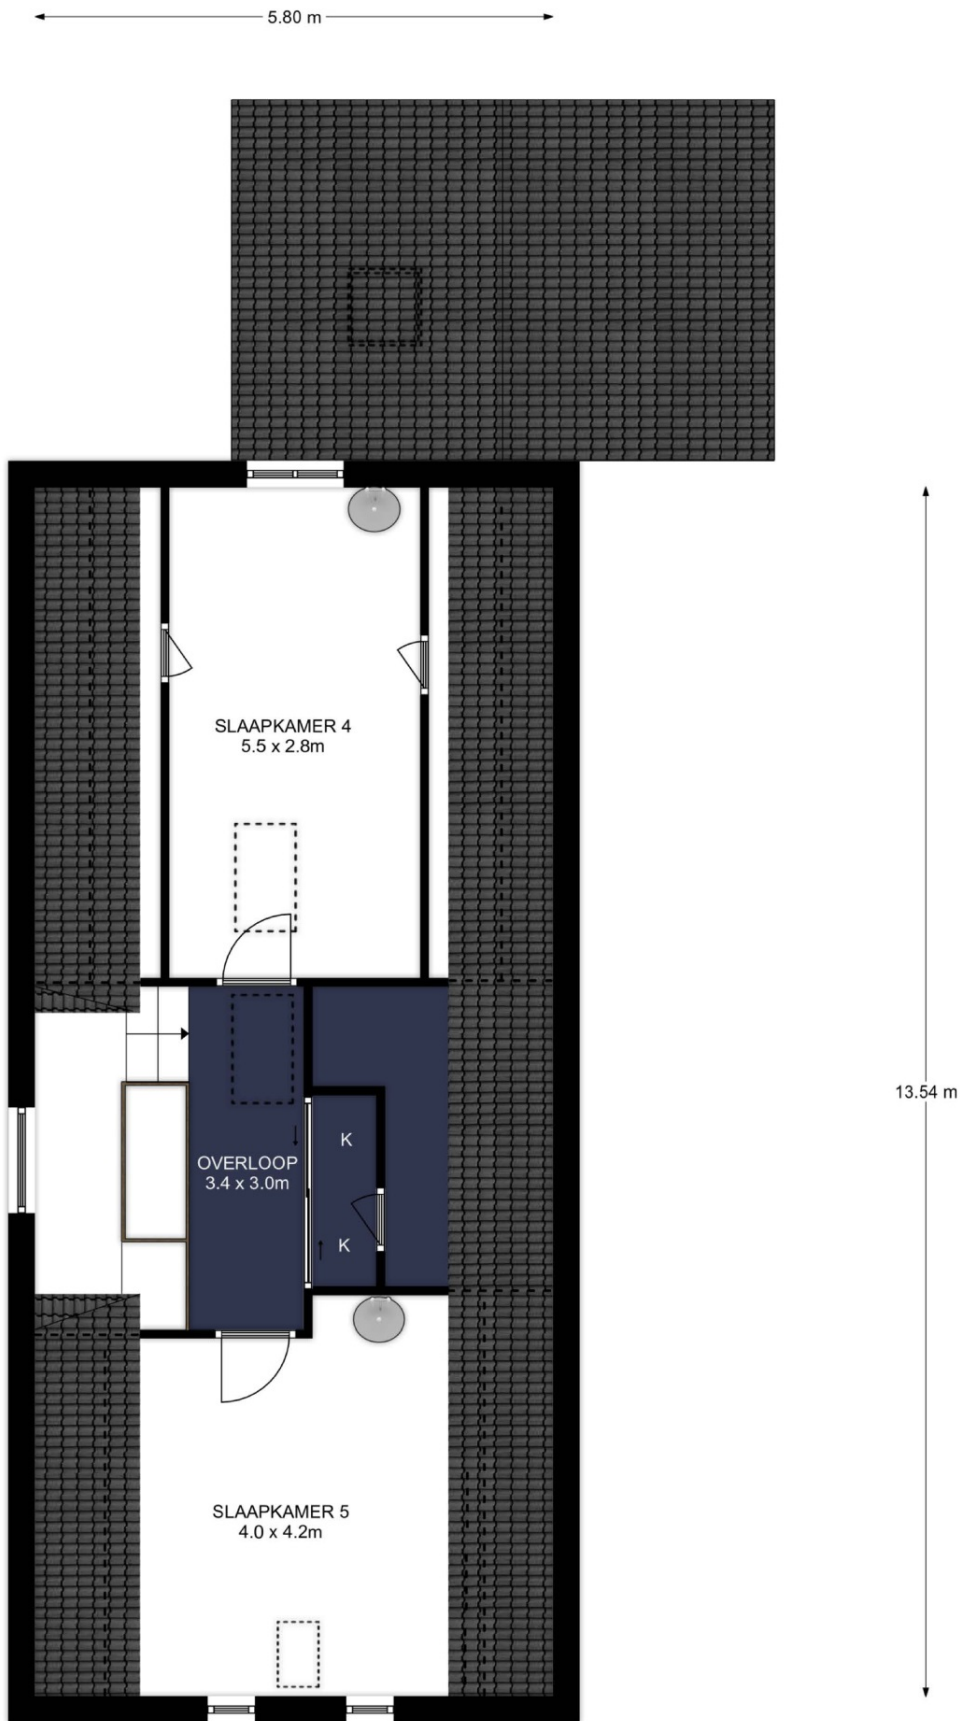 5.80 m
SLAAPKAMER 4
5.5 x 2.8m
13.54 m
K
OVERLOOP
3.4 x 3.0m
K
SLAAPKAMER 5
4.0 x 4.2m